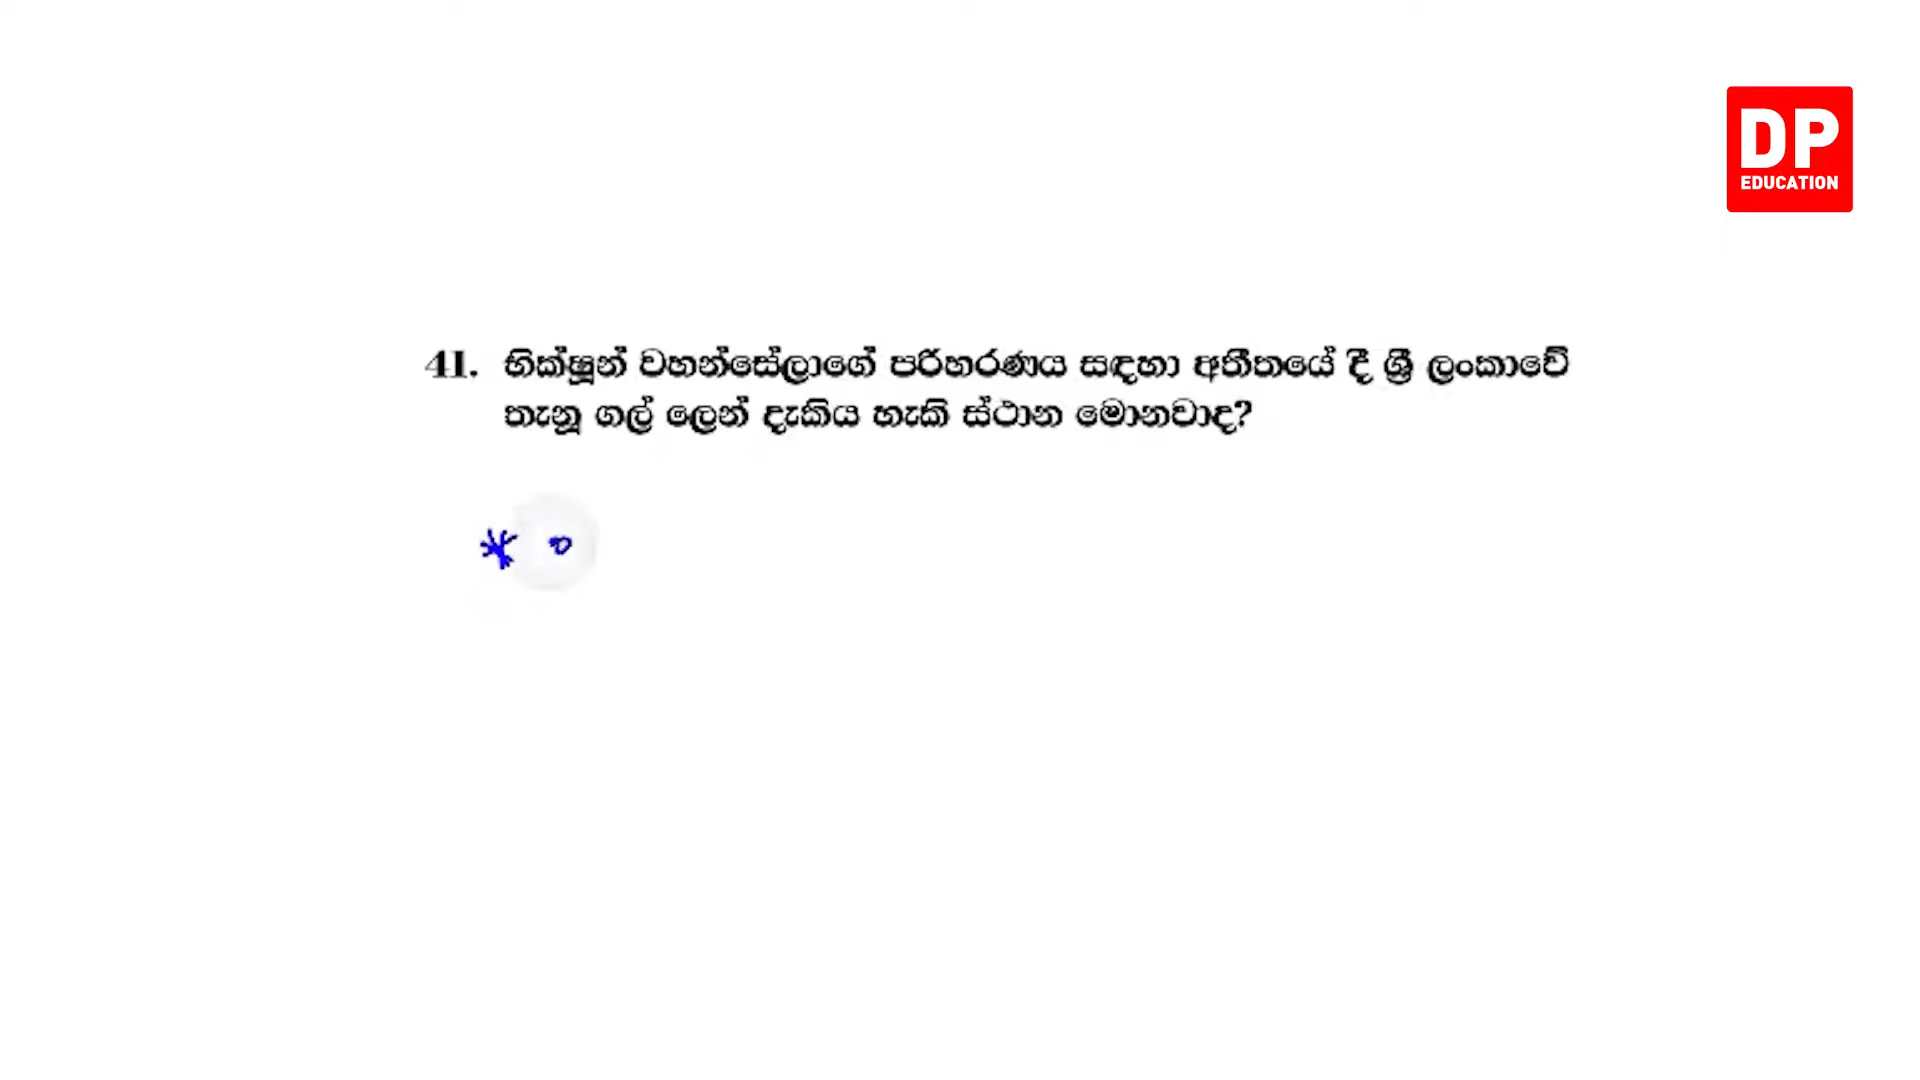 DP
EDUCATION
41. භික්ෂූන් වහන්සේලාගේ පරිහරණය සඳහා අතීතයේ දී ශ්‍රී ලංකාවේ
තැනූ ගල් ලෙන් දැකිය හැකි ස්ථාන මොනවාද?